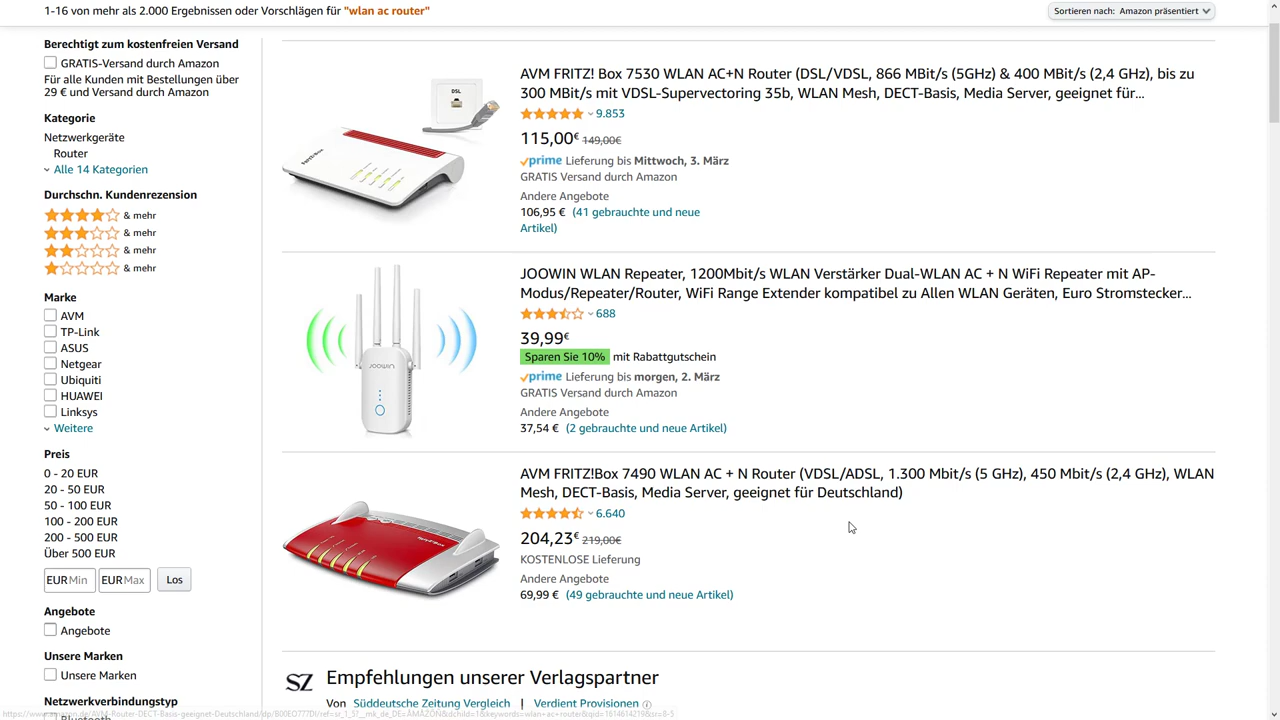 1-16 von mehr als 2.000 Ergebnissen oder Vorschlägen für "wlan ac router"
Sortieren nach: Amazon präsentiert
Berechtigt zum kostenfreien Versand
GRATIS-Versand durch Amazon
Für alle Kunden mit Bestellungen über
29 € und Versand durch Amazon
Kategorie
Netzwerkgeräte
Router
Alle 14 Kategorien
Durchschn. Kundenrezension
& mehr
& mehr
& mehr
& mehr
Marke
AVM
TP-Link
ASUS
Netgear
Ubiquiti
HUAWEI
Linksys
Weitere
Preis
0 - 20 EUR
20 - 50 EUR
50 - 100 EUR
100 - 200 EUR
200 - 500 EUR
Über 500 EUR
EUR Min EUR Max Los
Angebote
Angebote
Unsere Marken
Unsere Marken
Netzwerkverbindungstyp
Bluetooth
DSL
FRITZ!Box
AVM FRITZ! Box 7530 WLAN AC+N Router (DSL/VDSL, 866 MBit/s (5GHz) & 400 MBit/s (2,4 GHz), bis zu
300 MBit/s mit VDSL-Supervectoring 35b, WLAN Mesh, DECT-Basis, Media Server, geeignet für...
9.853
115,00€ 149,00€
prime Lieferung bis Mittwoch, 3. März
GRATIS Versand durch Amazon
Andere Angebote
106,95 € (41 gebrauchte und neue
Artikel)
JOOWIN
JOOWIN WLAN Repeater, 1200Mbit/s WLAN Verstärker Dual-WLAN AC + N WiFi Repeater mit AP-
Modus/Repeater/Router, WiFi Range Extender kompatibel zu Allen WLAN Geräten, Euro Stromstecker...
688
39,99€
Sparen Sie 10% mit Rabattgutschein
prime Lieferung bis morgen, 2. März
GRATIS Versand durch Amazon
Andere Angebote
37,54 € (2 gebrauchte und neue Artikel)
FRITZ!Box
AVM FRITZ!Box 7490 WLAN AC + N Router (VDSL/ADSL, 1.300 Mbit/s (5 GHz), 450 Mbit/s (2,4 GHz), WLAN
Mesh, DECT-Basis, Media Server, geeignet für Deutschland)
6.640
204,23€ 219,00€
KOSTENLOSE Lieferung
Andere Angebote
69,99 € (49 gebrauchte und neue Artikel)
SZ Empfehlungen unserer Verlagspartner
Von Süddeutsche Zeitung Vergleich | Verdient Provisionen